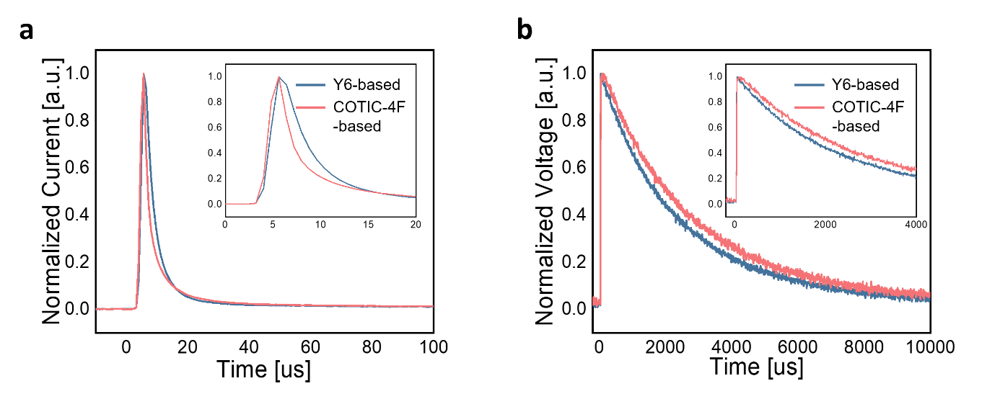 a
Normalized Current [a.u.]
1.0
0.8
0.6
0.4
0.2
0.0
0 20 40 60 80 100
Time [us]
1.0
0.8
0.6
0.4
0.2
0.0
0 5 10 15 20
Y6-based
COTIC-4F
-based
b
Normalized Voltage [a.u.]
1.0
0.8
0.6
0.4
0.2
0.0
0 2000 4000 6000 8000 10000
Time [us]
1.0
0.8
0.6
0.4
0.2
0.0
0 2000 4000
Y6-based
COTIC-4F
-based